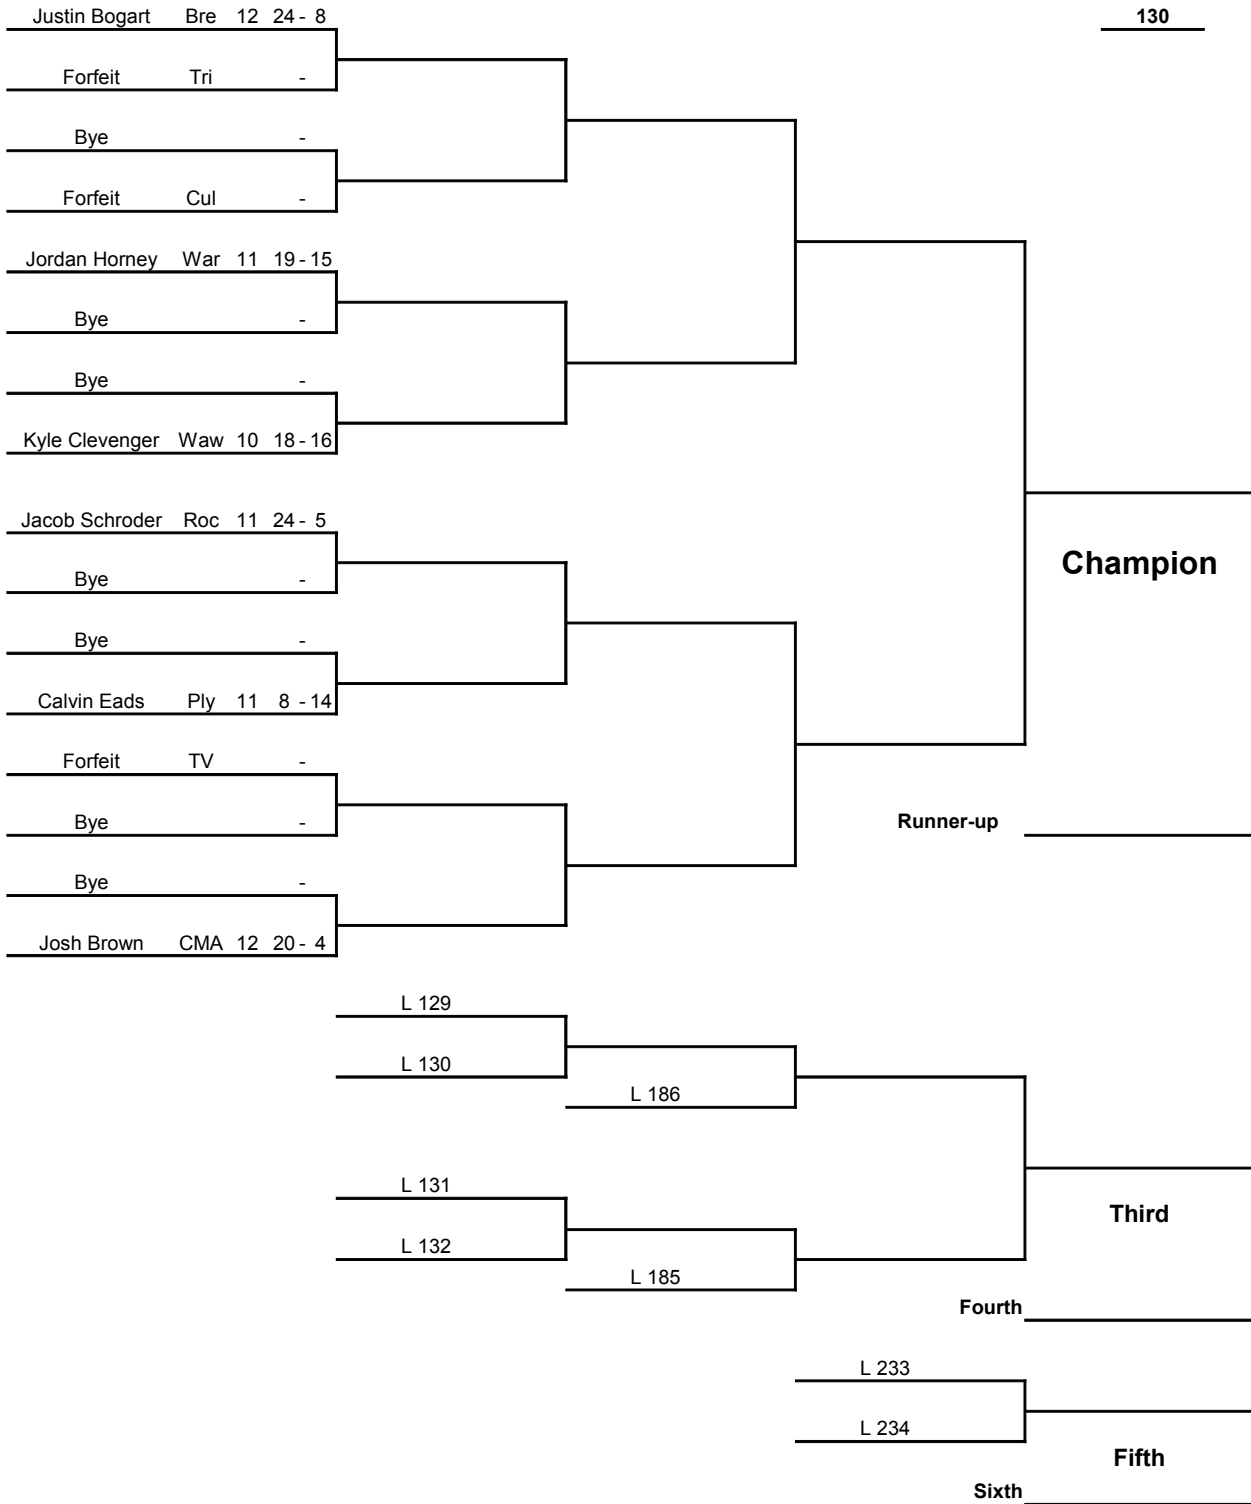 Justin Bogart Bre 12 24 - 8 130
Forfeit Tri -
Bye -
Forfeit Cul -
Jordan Horney War 11 19 - 15
Bye -
Bye -
Kyle Clevenger Waw 10 18 - 16
Jacob Schroder Roc 11 24 - 5
Champion
Bye -
Bye -
Calvin Eads Ply 11 8 - 14
Forfeit TV -
Bye - Runner-up
Bye -
Josh Brown CMA 12 20 - 4
L 129
L 130
L 186
L 131
Third
L 132
L 185
Fourth
L 233
L 234
Fifth
Sixth